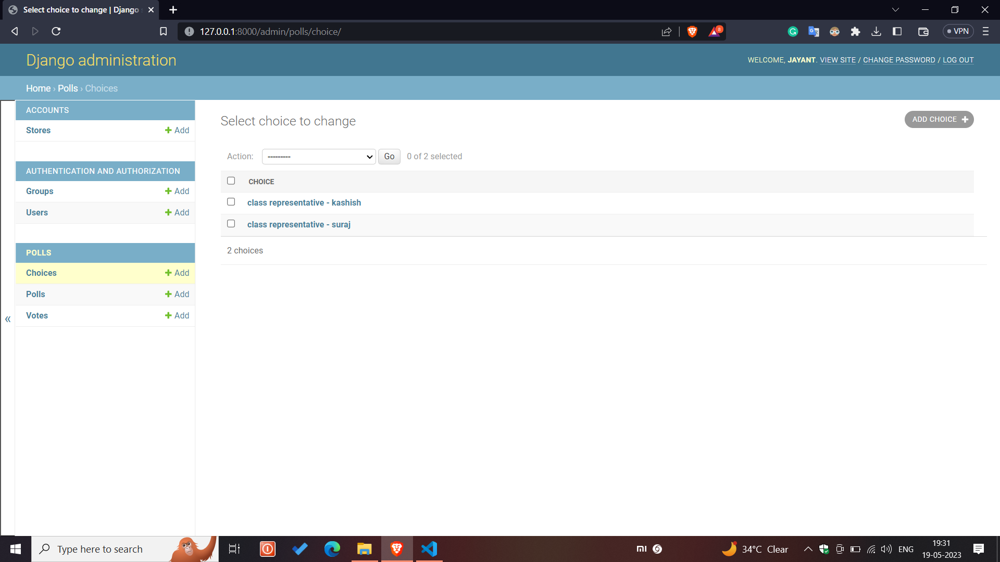 Select choice to change | Django
127.0.0.1:8000/admin/polls/choice/
8
VPN
Django administration
WELCOME, JAYANT. VIEW SITE / CHANGE PASSWORD / LOG OUT
Home › Polls › Choices
ACCOUNTS
Stores
Add
AUTHENTICATION AND AUTHORIZATION
Groups
Add
Users
Add
POLLS
Choices
Add
Polls
Add
Votes
Add
«
Select choice to change
ADD CHOICE
Action:
---------
Go
0 of 2 selected
CHOICE
class representative - kashish
class representative - suraj
2 choices
Type here to search
mi
34°C Clear
ENG
19:31
19-05-2023